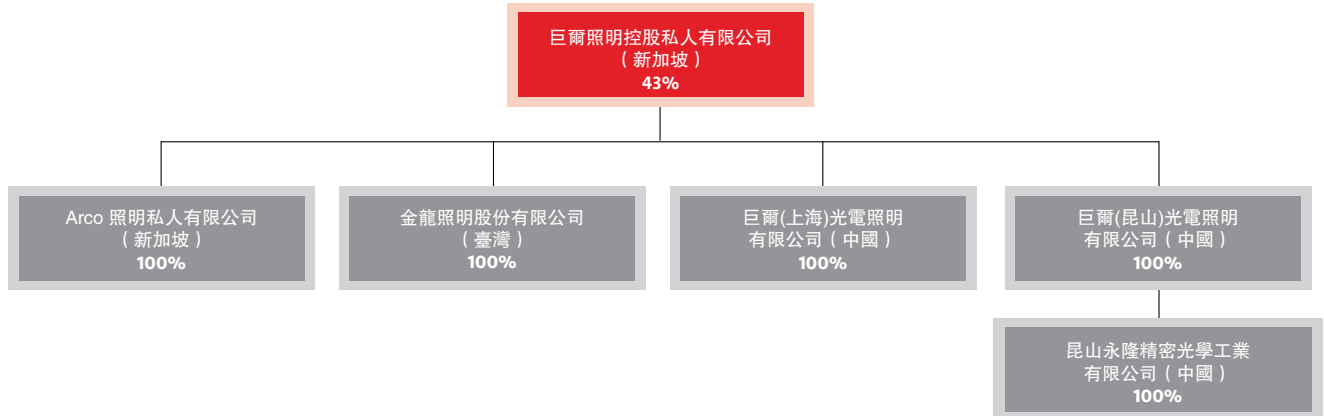 巨爾照明控股私人有限公司
（新加坡）
43%
Arco 照明私人有限公司
（新加坡）
100%
金龍照明股份有限公司
（臺灣）
100%
巨爾(上海)光電照明
有限公司（中國）
100%
巨爾(昆山)光電照明
有限公司（中國）
100%
昆山永隆精密光學工業
有限公司（中國）
100%